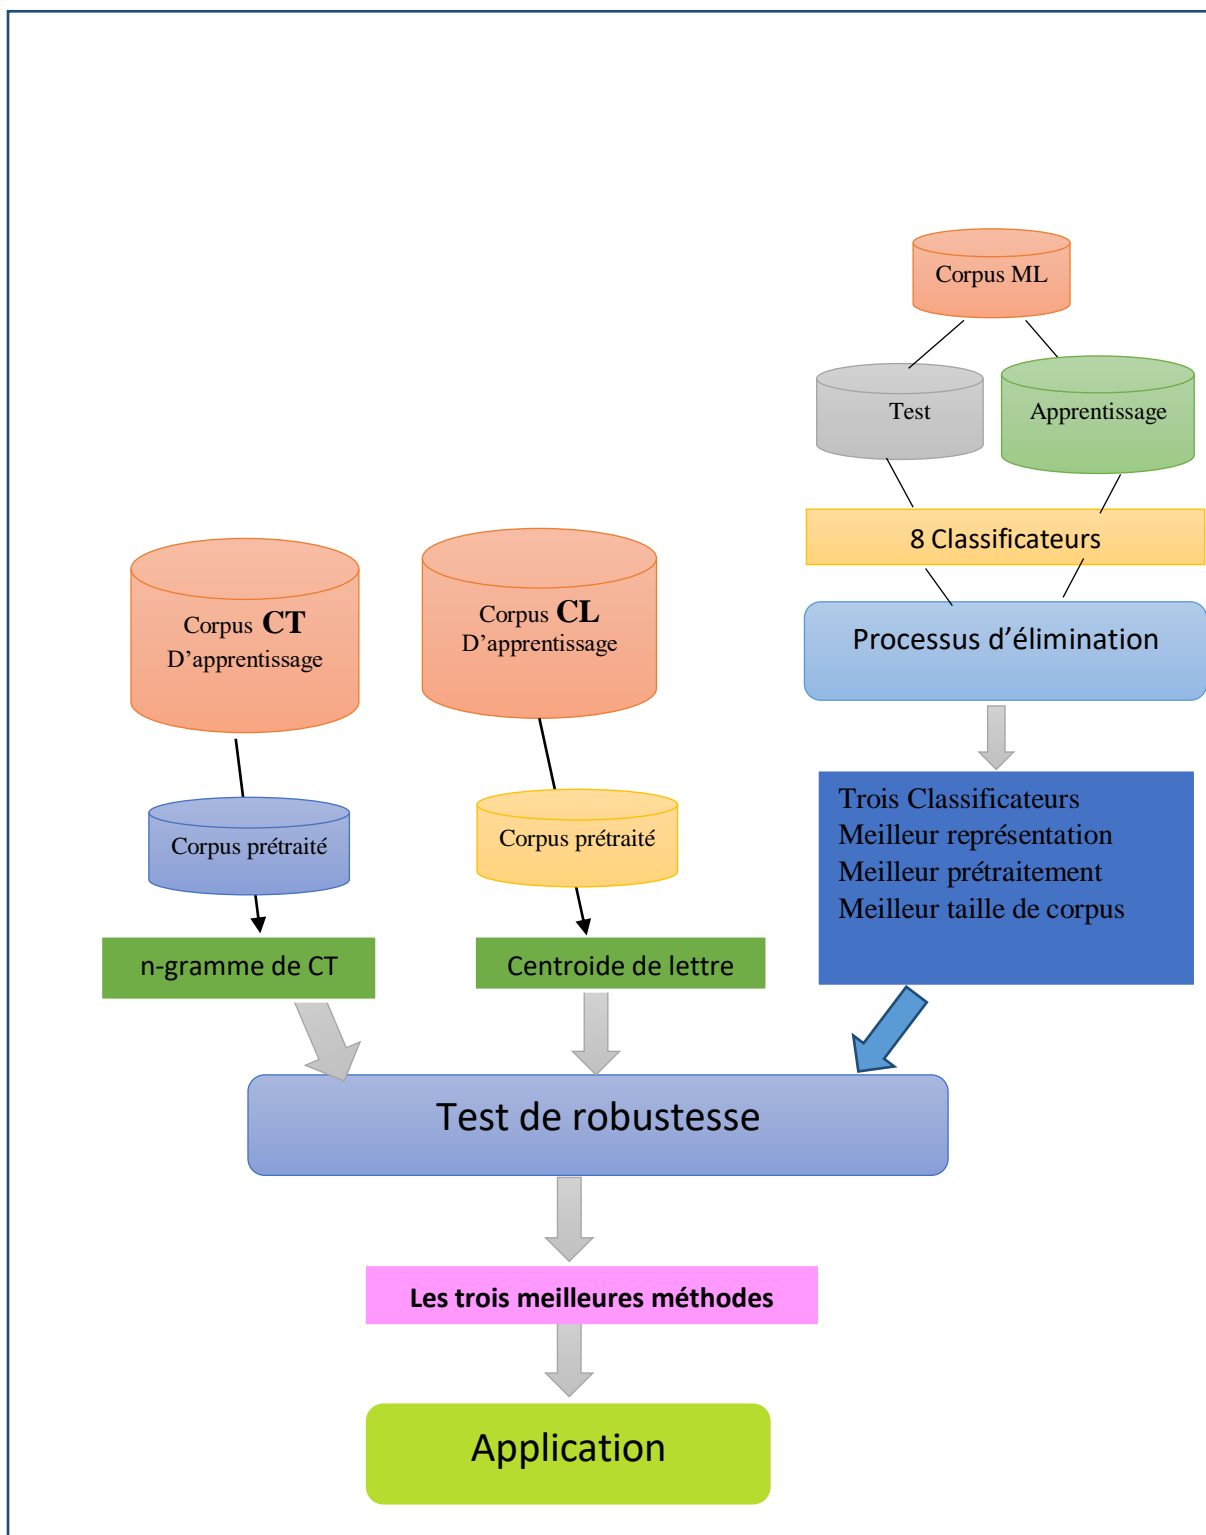 Corpus ML
Test
Apprentissage
8 Classificateurs
Processus d’élimination
Trois Classificateurs
Meilleur représentation
Meilleur prétraitement
Meilleur taille de corpus
Corpus CT
D’apprentissage
Corpus CL
D’apprentissage
Corpus prétraité
Corpus prétraité
n-gramme de CT
Centroide de lettre
Test de robustesse
Les trois meilleures méthodes
Application